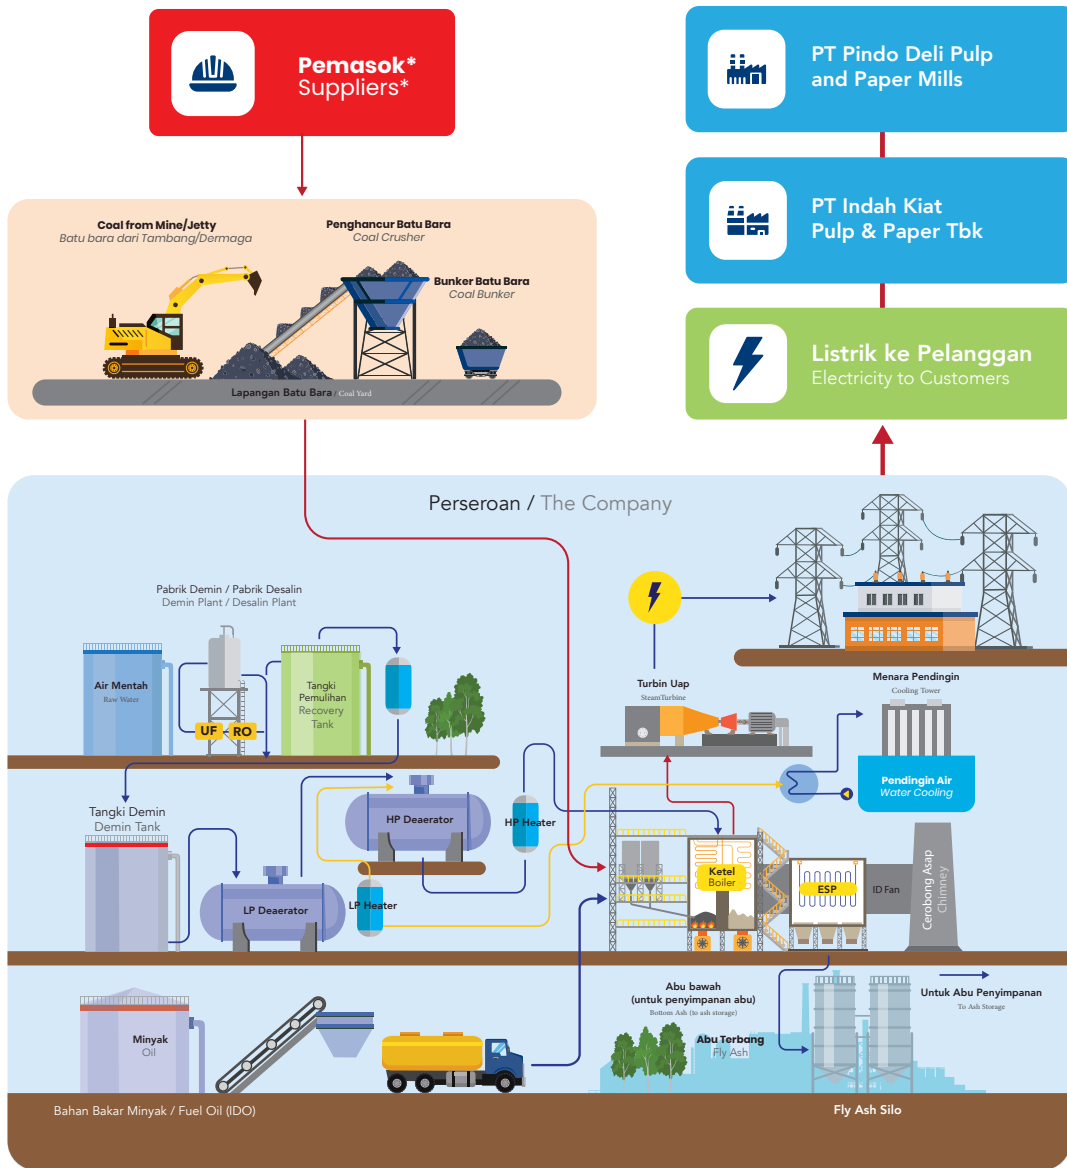 Pemasok*
Suppliers*
PT Pindo Deli Pulp
and Paper Mills
PT Indah Kiat
Pulp & Paper Tbk
Listrik ke Pelanggan
Electricity to Customers
Coal from Mine/Jetty
Batu bara dari Tambang/Dermaga
Penghancur Batu Bara
Coal Crusher
Bunker Batu Bara
Coal Bunker
Lapangan Batu Bara / Coal Yard
Perseroan / The Company
Pabrik Demin / Pabrik Desalin
Demin Plant / Desalin Plant
Air Mentah
Raw Water
UF
RO
Tangki
Pemulihan
Recovery
Tank
Turbin Uap
SteamTurbine
Menara Pendingin
Cooling Tower
Pendingin Air
Water Cooling
Tangki Demin
Demin Tank
HP Deaerator
HP Heater
LP Deaerator
LP Heater
Ketel
Boiler
ESP
ID Fan
Cerobong Asap
Chimney
Minyak
Oil
Abu bawah
(untuk penyimpanan abu)
Bottom Ash (to ash storage)
Abu Terbang
Fly Ash
Untuk Abu Penyimpanan
To Ash Storage
Bahan Bakar Minyak / Fuel Oil (IDO)
Fly Ash Silo